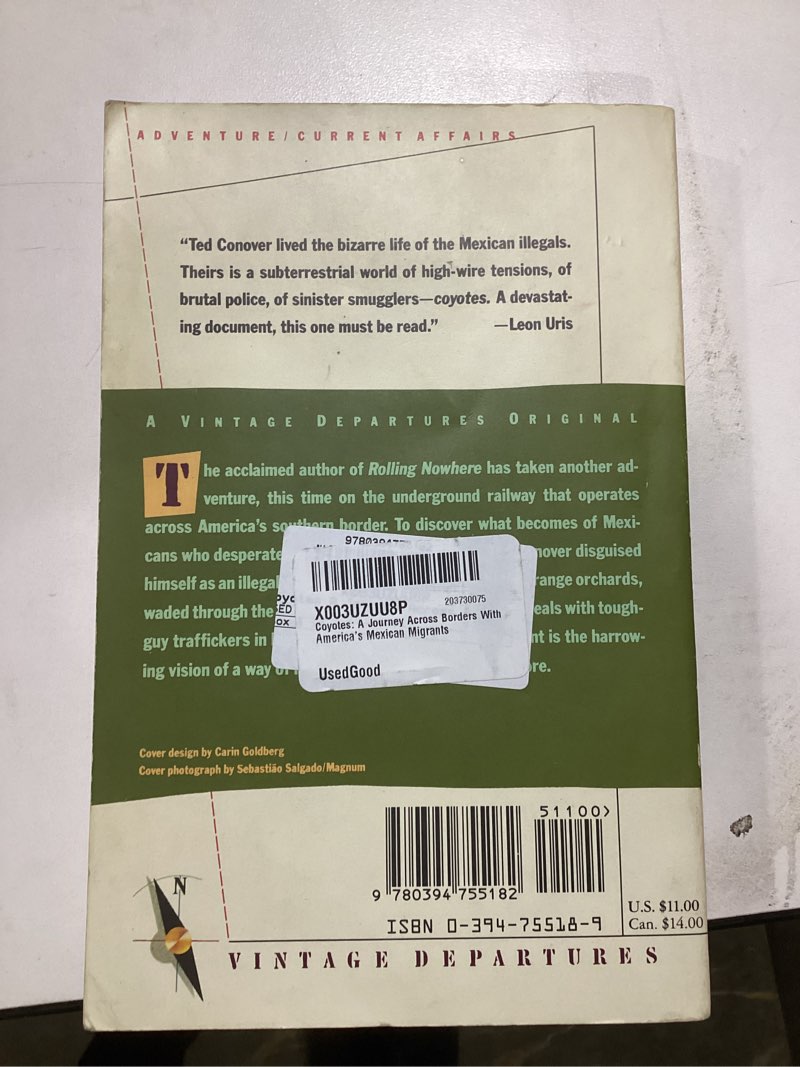 ADVENTURE/CURRENT AFFAIRS
“Ted Conover lived the bizarre life of the Mexican illegals.
Theirs is a subterrestrial world of high-wire tensions, of
brutal police, of sinister smugglers—coyotes. A devastat-
ing document, this one must be read.” —Leon Uris
A VINTAGE DEPARTURES ORIGINAL
The acclaimed author of Rolling Nowhere has taken another ad-
venture, this time on the underground railway that operates
across America's southern border. To discover what becomes of Mexi-
cans who desperate nover disguised
himself as an illegal range orchards,
waded through the eals with tough-
guy traffickers in nt is the harrow-
ing vision of a way of re.
X003UZUU8P 203730075
Coyotes: A Journey Across Borders With
America's Mexican Migrants
UsedGood
Cover design by Carin Goldberg
Cover photograph by Sebastião Salgado/Magnum
51100>
9 780394 755182
ISBN 0-394-75518-9
U.S. $11.00
Can. $14.00
N
VINTAGE DEPARTURES